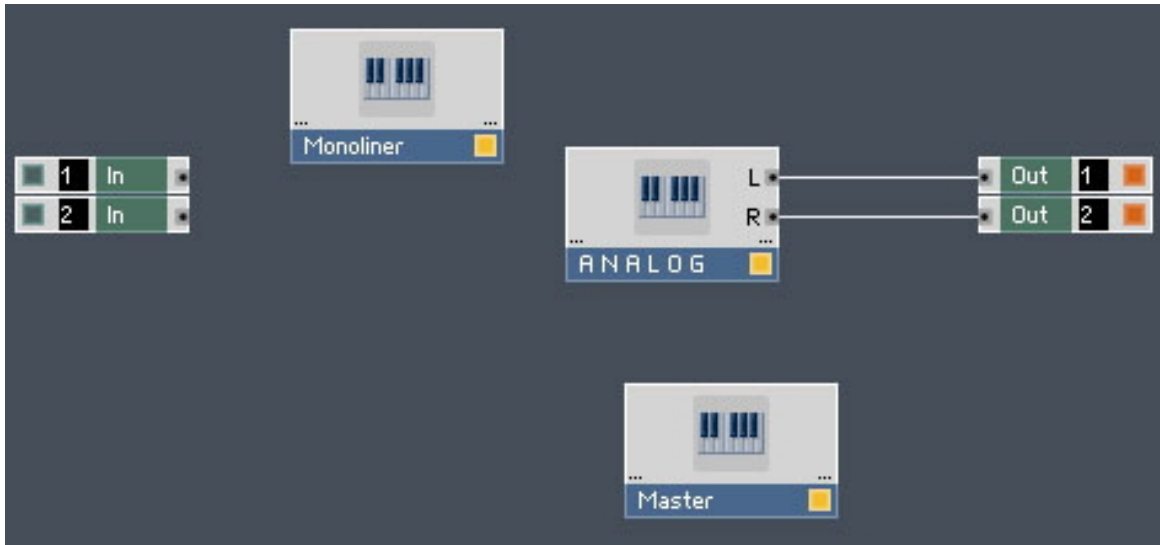 Monoliner
1 In
2 In
L
R
ANALOG
Out 1
Out 2
Master